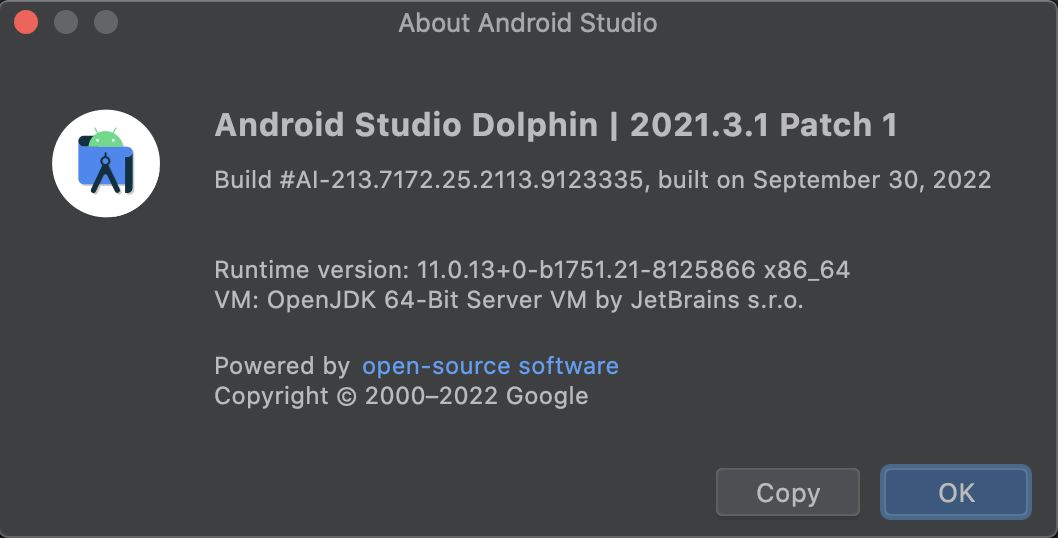 About Android Studio
Android Studio Dolphin | 2021.3.1 Patch 1
Build #AI-213.7172.25.2113.9123335, built on September 30, 2022
Runtime version: 11.0.13+0-b1751.21-8125866 x86_64
VM: OpenJDK 64-Bit Server VM by JetBrains s.r.o.
Powered by open-source software
Copyright © 2000–2022 Google
Copy OK